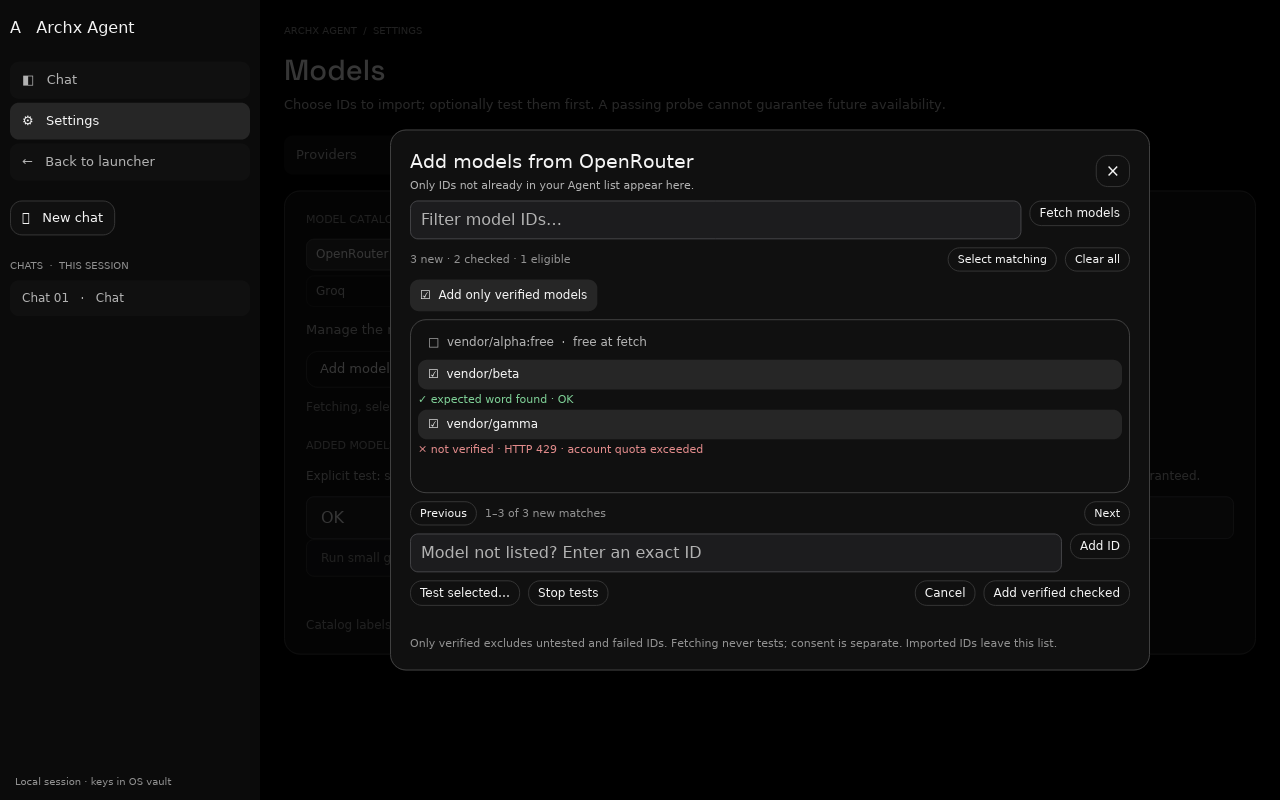 A Archx Agent
◧ Chat
⚙ Settings
← Back to launcher
New chat
CHATS · THIS SESSION
Chat 01 · Chat
Local session · keys in OS vault
ARCHX AGENT / SETTINGS
Models
Choose IDs to import; optionally test them first. A passing probe cannot guarantee future availability.
Providers
MODEL CATALO
OpenRouter
Groq
Manage the
Add model
Fetching, sele
ADDED MODEL
Explicit test: s
ranteed.
OK
Run small g
Catalog labels
Add models from OpenRouter
×
Only IDs not already in your Agent list appear here.
Filter model IDs…
Fetch models
3 new · 2 checked · 1 eligible
Select matching
Clear all
☑ Add only verified models
□ vendor/alpha:free · free at fetch
☑ vendor/beta
✓ expected word found · OK
☑ vendor/gamma
✕ not verified · HTTP 429 · account quota exceeded
Previous
1–3 of 3 new matches
Next
Model not listed? Enter an exact ID
Add ID
Test selected…
Stop tests
Cancel
Add verified checked
Only verified excludes untested and failed IDs. Fetching never tests; consent is separate. Imported IDs leave this list.